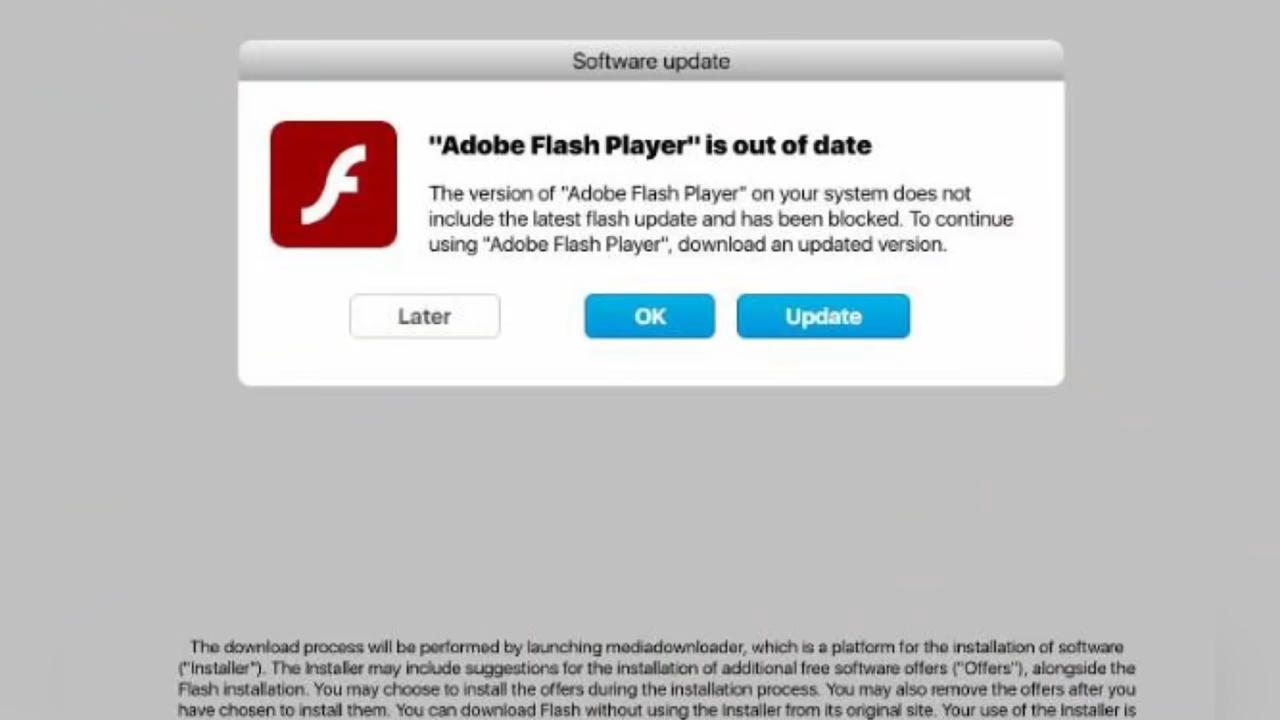 Software update
"Adobe Flash Player" is out of date
The version of "Adobe Flash Player" on your system does not
include the latest flash update and has been blocked. To continue
using "Adobe Flash Player", download an updated version.
Later OK Update
The download process will be performed by launching mediadownloader, which is a platform for the installation of software
("Installer"). The Installer may include suggestions for the installation of additional free software offers ("Offers"), alongside the
Flash installation. You may choose to install the offers during the installation process. You may also remove the offers after you
have chosen to install them. You can download Flash without using the Installer from its original site. Your use of the Installer is